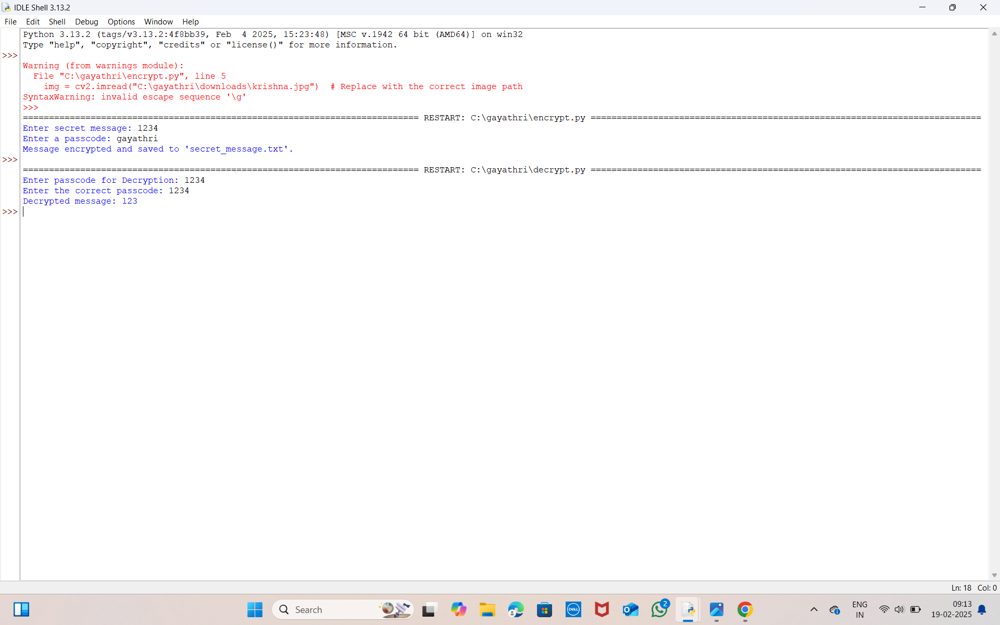 IDLE Shell 3.13.2
File Edit Shell Debug Options Window Help
Python 3.13.2 (tags/v3.13.2:4f8bb39, Feb  4 2025, 15:23:48) [MSC v.1942 64 bit (AMD64)] on win32
Type "help", "copyright", "credits" or "license()" for more information.
>>>
Warning (from warnings module):
  File "C:\gayathri\encrypt.py", line 5
    img = cv2.imread("C:\gayathri\downloads\krishna.jpg")  # Replace with the correct image path
SyntaxWarning: invalid escape sequence '\g'
>>>
============================================================================ RESTART: C:\gayathri\encrypt.py ===========================================================================
Enter secret message: 1234
Enter a passcode: gayathri
Message encrypted and saved to 'secret_message.txt'.
>>>
============================================================================ RESTART: C:\gayathri\decrypt.py ===========================================================================
Enter passcode for Decryption: 1234
Enter the correct passcode: 1234
Decrypted message: 123
>>>
Ln: 18 Col: 0
Search
DELL
2
ENG
IN
09:13
19-02-2025